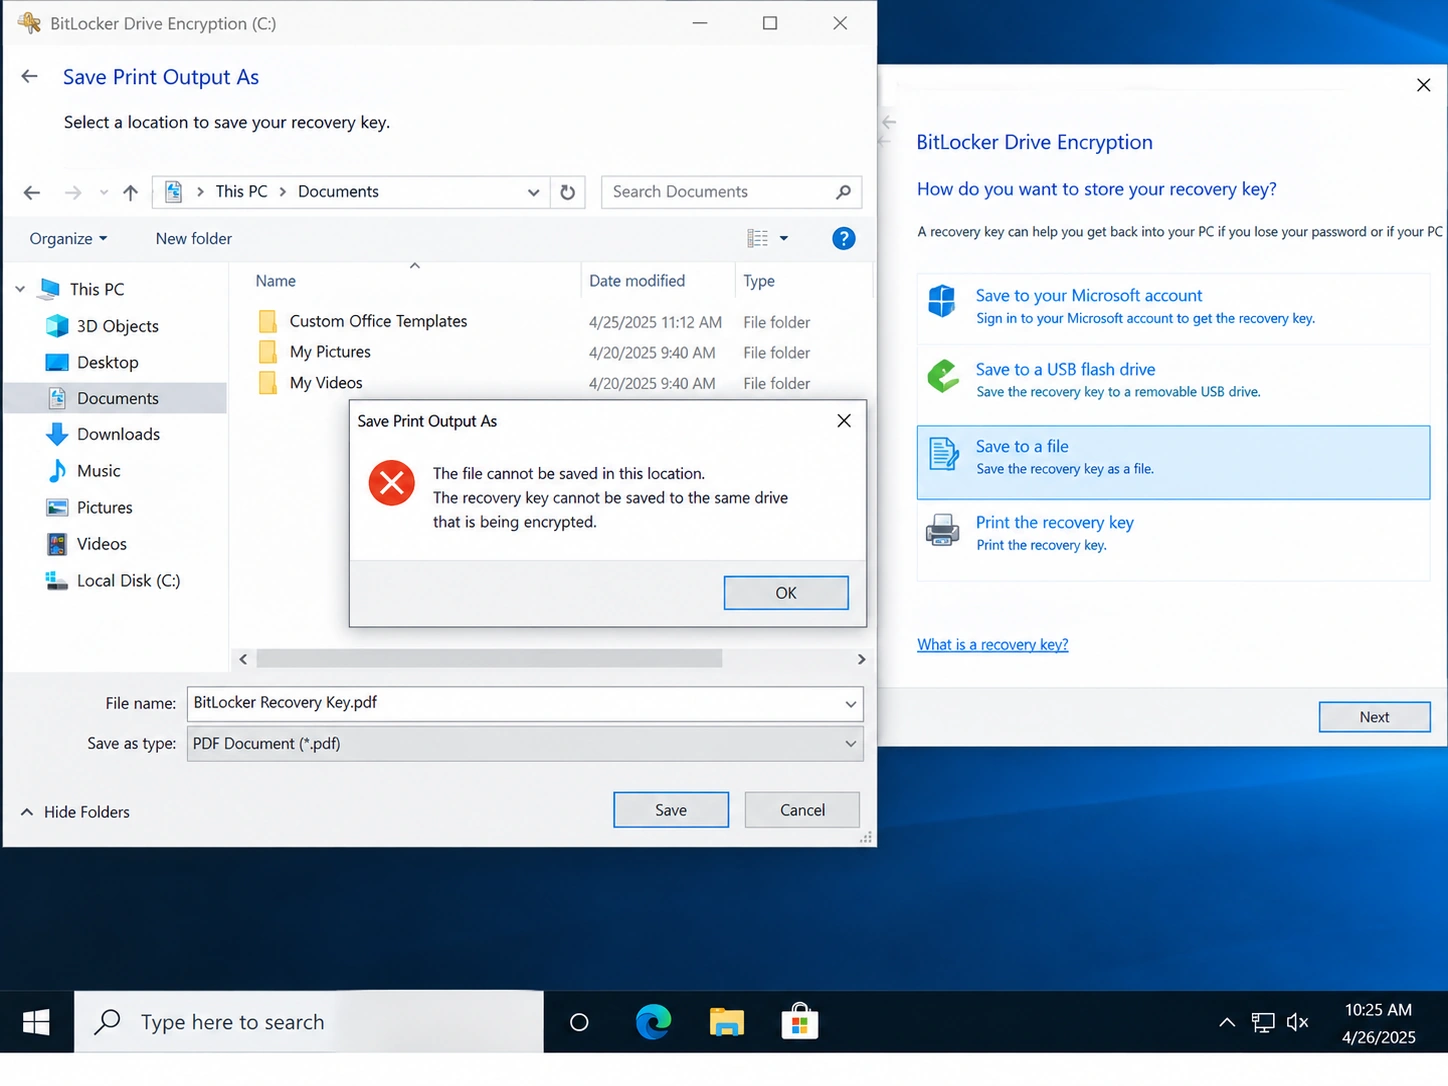 BitLocker Drive Encryption (C:)
Save Print Output As
Select a location to save your recovery key.
This PC
Documents
Search Documents
Organize
New folder
?
Name
Date modified
Type
This PC
3D Objects
Desktop
Documents
Downloads
Music
Pictures
Videos
Local Disk (C:)
Custom Office Templates 4/25/2025 11:12 AM File folder
My Pictures 4/20/2025 9:40 AM File folder
My Videos 4/20/2025 9:40 AM File folder
Save Print Output As
The file cannot be saved in this location.
The recovery key cannot be saved to the same drive
that is being encrypted.
OK
File name: BitLocker Recovery Key.pdf
Save as type: PDF Document (*.pdf)
Hide Folders
Save
Cancel
BitLocker Drive Encryption
How do you want to store your recovery key?
A recovery key can help you get back into your PC if you lose your password or if your PC
Save to your Microsoft account
Sign in to your Microsoft account to get the recovery key.
Save to a USB flash drive
Save the recovery key to a removable USB drive.
Save to a file
Save the recovery key as a file.
Print the recovery key
Print the recovery key.
What is a recovery key?
Next
Type here to search
10:25 AM
4/26/2025